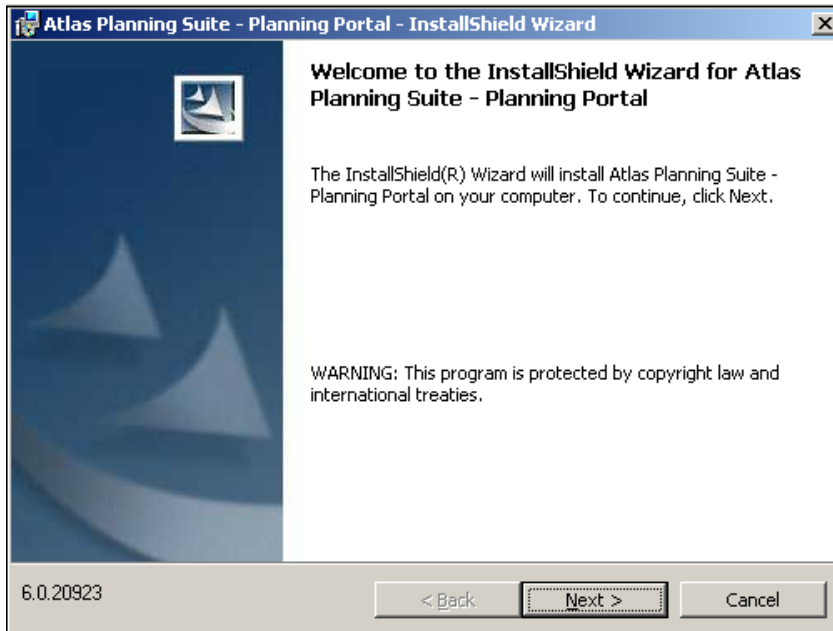 Atlas Planning Suite - Planning Portal - InstallShield Wizard
Welcome to the InstallShield Wizard for Atlas
Planning Suite - Planning Portal
The InstallShield(R) Wizard will install Atlas Planning Suite -
Planning Portal on your computer. To continue, click Next.
WARNING: This program is protected by copyright law and
international treaties.
6.0.20923
< Back
Next >
Cancel